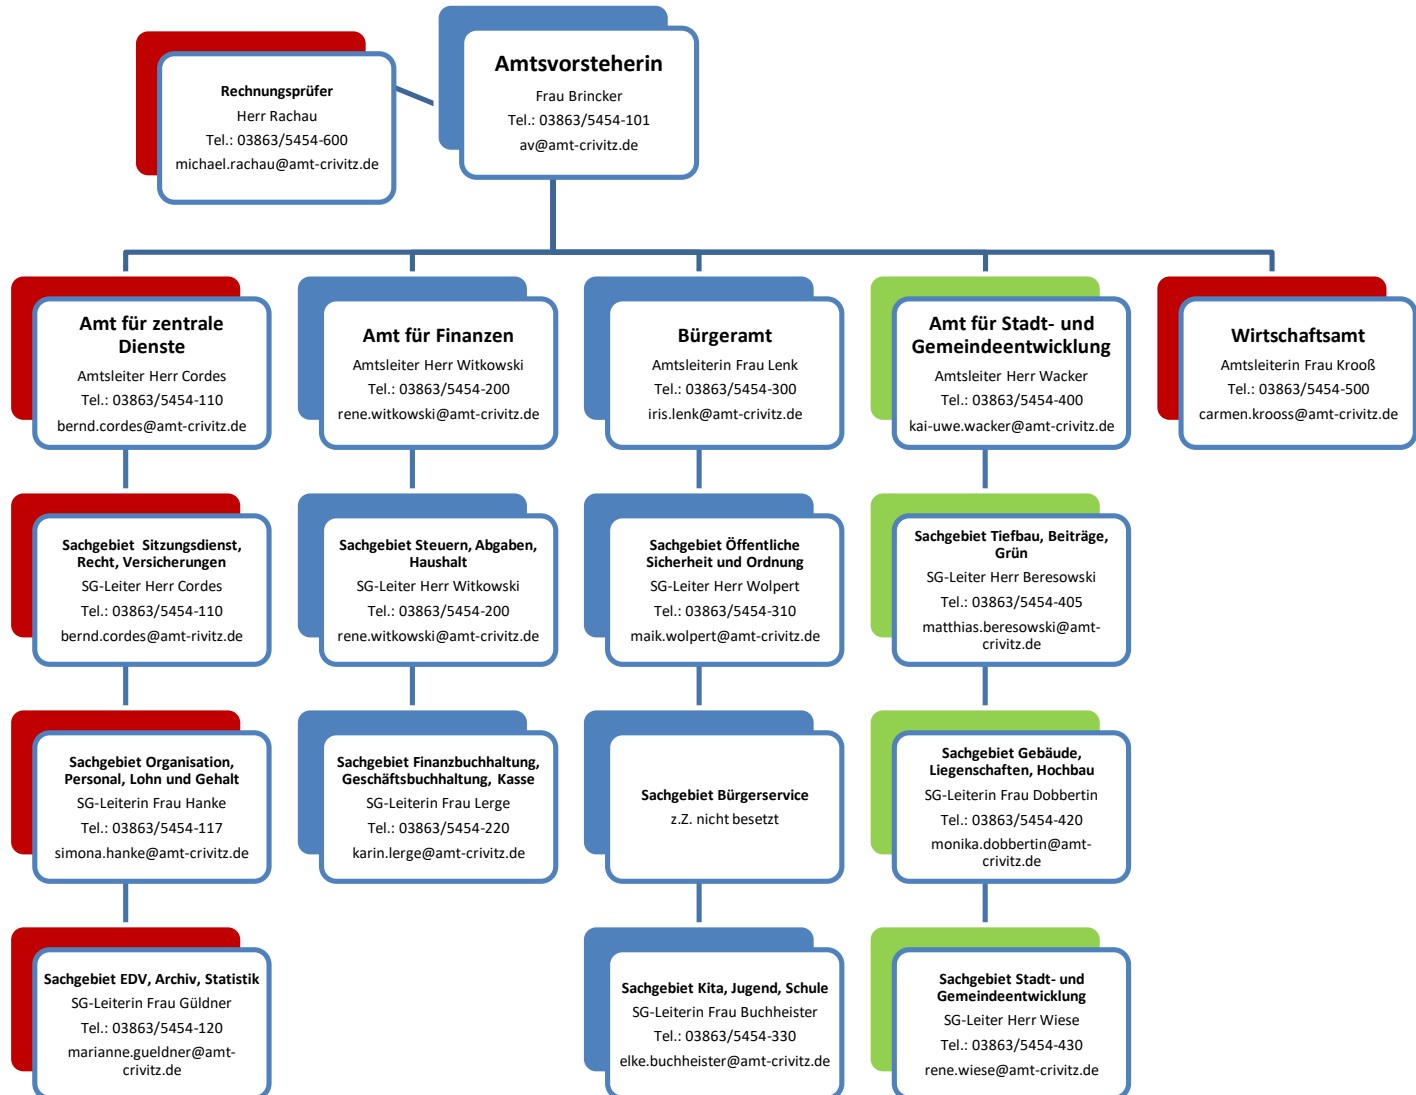 Rechnungsprüfer
Herr Rachau
Tel.: 03863/5454-600
michael.rachau@amt-crivitz.de
Amtsvorsteherin
Frau Brincker
Tel.: 03863/5454-101
av@amt-crivitz.de
Amt für zentrale
Dienste
Amtsleiter Herr Cordes
Tel.: 03863/5454-110
bernd.cordes@amt-crivitz.de
Amt für Finanzen
Amtsleiter Herr Witkowski
Tel.: 03863/5454-200
rene.witkowski@amt-crivitz.de
Bürgeramt
Amtsleiterin Frau Lenk
Tel.: 03863/5454-300
iris.lenk@amt-crivitz.de
Amt für Stadt- und
Gemeindeentwicklung
Amtsleiter Herr Wacker
Tel.: 03863/5454-400
kai-uwe.wacker@amt-crivitz.de
Wirtschaftsamt
Amtsleiterin Frau Krooß
Tel.: 03863/5454-500
carmen.krooss@amt-crivitz.de
Sachgebiet  Sitzungsdienst,
Recht, Versicherungen
SG-Leiter Herr Cordes
Tel.: 03863/5454-110
bernd.cordes@amt-rivitz.de
Sachgebiet Steuern, Abgaben,
Haushalt
SG-Leiter Herr Witkowski
Tel.: 03863/5454-200
rene.witkowski@amt-crivitz.de
Sachgebiet Öffentliche
Sicherheit und Ordnung
SG-Leiter Herr Wolpert
Tel.: 03863/5454-310
maik.wolpert@amt-crivitz.de
Sachgebiet Tiefbau, Beiträge,
Grün
SG-Leiter Herr Beresowski
Tel.: 03863/5454-405
matthias.beresowski@amt-
crivitz.de
Sachgebiet Organisation,
Personal, Lohn und Gehalt
SG-Leiterin Frau Hanke
Tel.: 03863/5454-117
simona.hanke@amt-crivitz.de
Sachgebiet Finanzbuchhaltung,
Geschäftsbuchhaltung, Kasse
SG-Leiterin Frau Lerge
Tel.: 03863/5454-220
karin.lerge@amt-crivitz.de
Sachgebiet Bürgerservice
z.Z. nicht besetzt
Sachgebiet Gebäude,
Liegenschaften, Hochbau
SG-Leiterin Frau Dobbertin
Tel.: 03863/5454-420
monika.dobbertin@amt-
crivitz.de
Sachgebiet EDV, Archiv, Statistik
SG-Leiterin Frau Güldner
Tel.: 03863/5454-120
marianne.gueldner@amt-
crivitz.de
Sachgebiet Kita, Jugend, Schule
SG-Leiterin Frau Buchheister
Tel.: 03863/5454-330
elke.buchheister@amt-crivitz.de
Sachgebiet Stadt- und
Gemeindeentwicklung
SG-Leiter Herr Wiese
Tel.: 03863/5454-430
rene.wiese@amt-crivitz.de